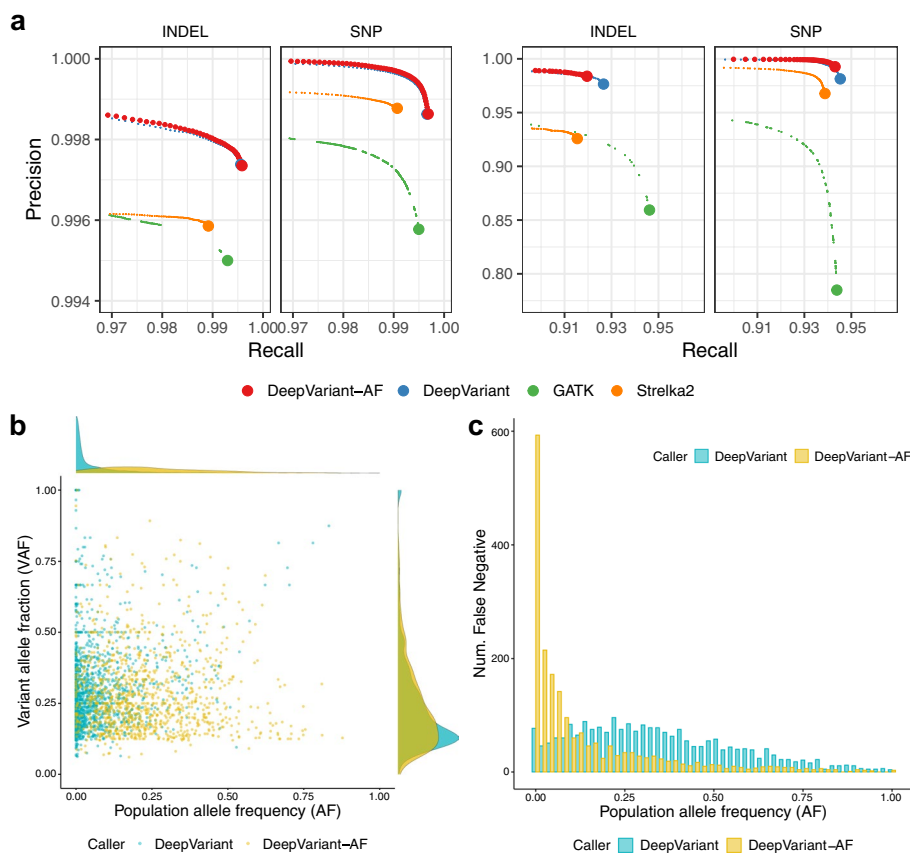 a
INDEL SNP INDEL SNP
Precision
1.000
0.998
0.996
0.994
1.00
0.95
0.90
0.85
0.80
0.97 0.98 0.99 1.00 0.97 0.98 0.99 1.00
0.91 0.93 0.95 0.91 0.93 0.95
Recall Recall
DeepVariant-AF DeepVariant GATK Strelka2
b
Variant allele fraction (VAF)
1.00
0.75
0.50
0.25
0.00
0.00 0.25 0.50 0.75 1.00
Population allele frequency (AF)
Caller DeepVariant DeepVariant-AF
c
Num. False Negative
600
400
200
0
Caller DeepVariant DeepVariant-AF
0.00 0.25 0.50 0.75 1.00
Population allele frequency (AF)
Caller DeepVariant DeepVariant-AF